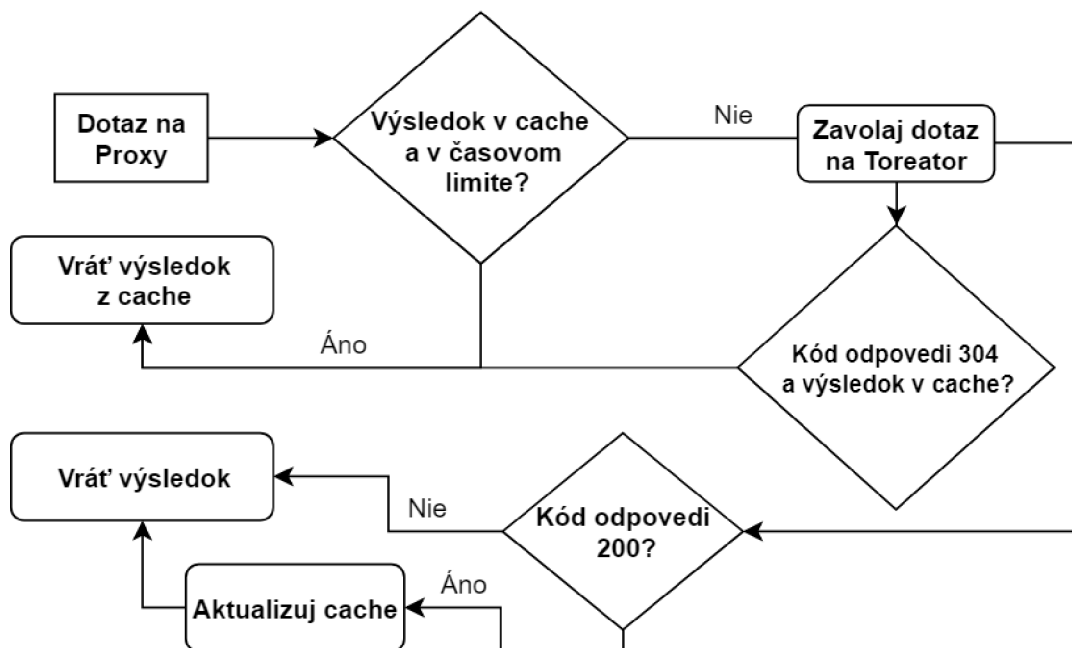 Dotaz na
Proxy
Výsledok v cache
a v časovom
limite?
Nie
Zavolaj dotaz
na Toreator
Vráť výsledok
z cache
Áno
Kód odpovedi 304
a výsledok v cache?
Vráť výsledok
Nie
Kód odpovedi
200?
Áno
Aktualizuj cache